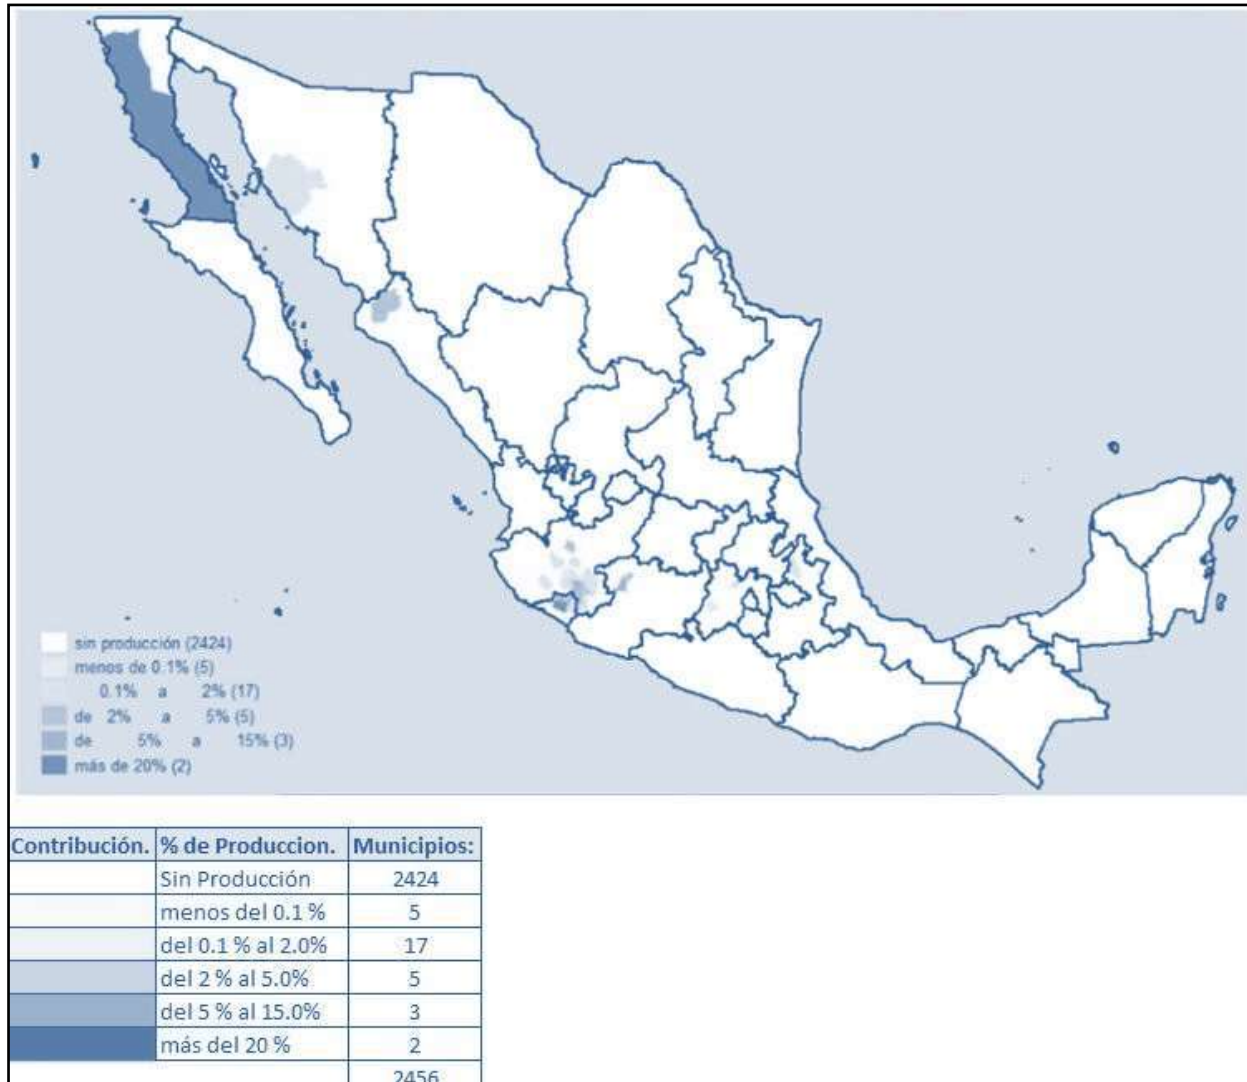 sin producción (2424)
menos de 0.1% (5)
0.1% a 2% (17)
de 2% a 5% (5)
de 5% a 15% (3)
más de 20% (2)
Contribución. % de Produccion. Municipios:
Sin Producción 2424
menos del 0.1 % 5
del 0.1 % al 2.0% 17
del 2 % al 5.0% 5
del 5 % al 15.0% 3
más del 20 % 2
2456